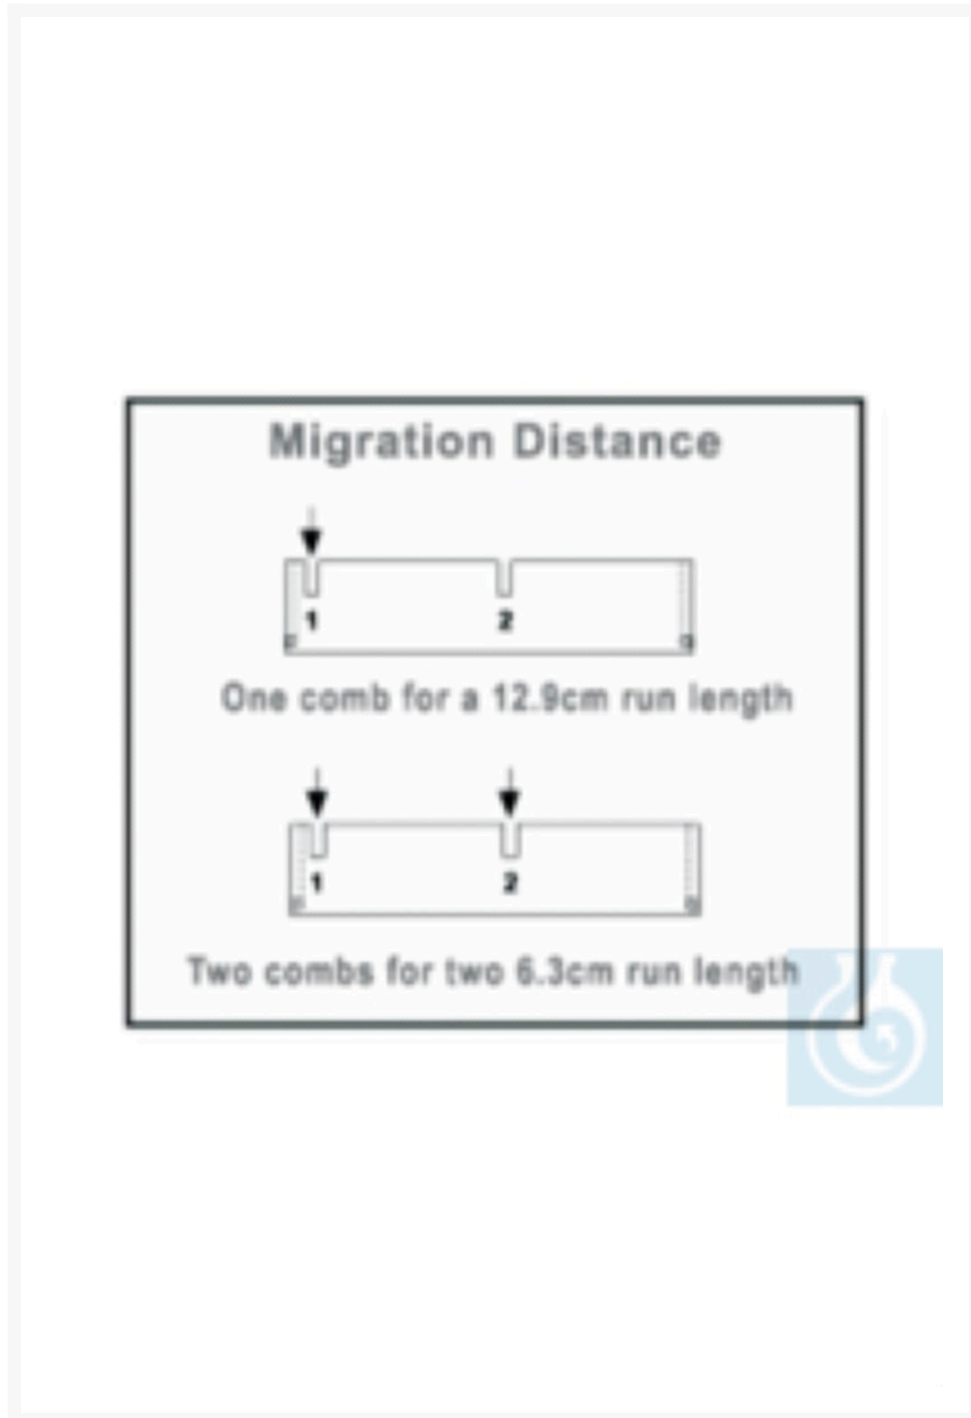 Migration Distance
1 2
One comb for a 12.9cm run length
1 2
Two combs for two 6.3cm run length